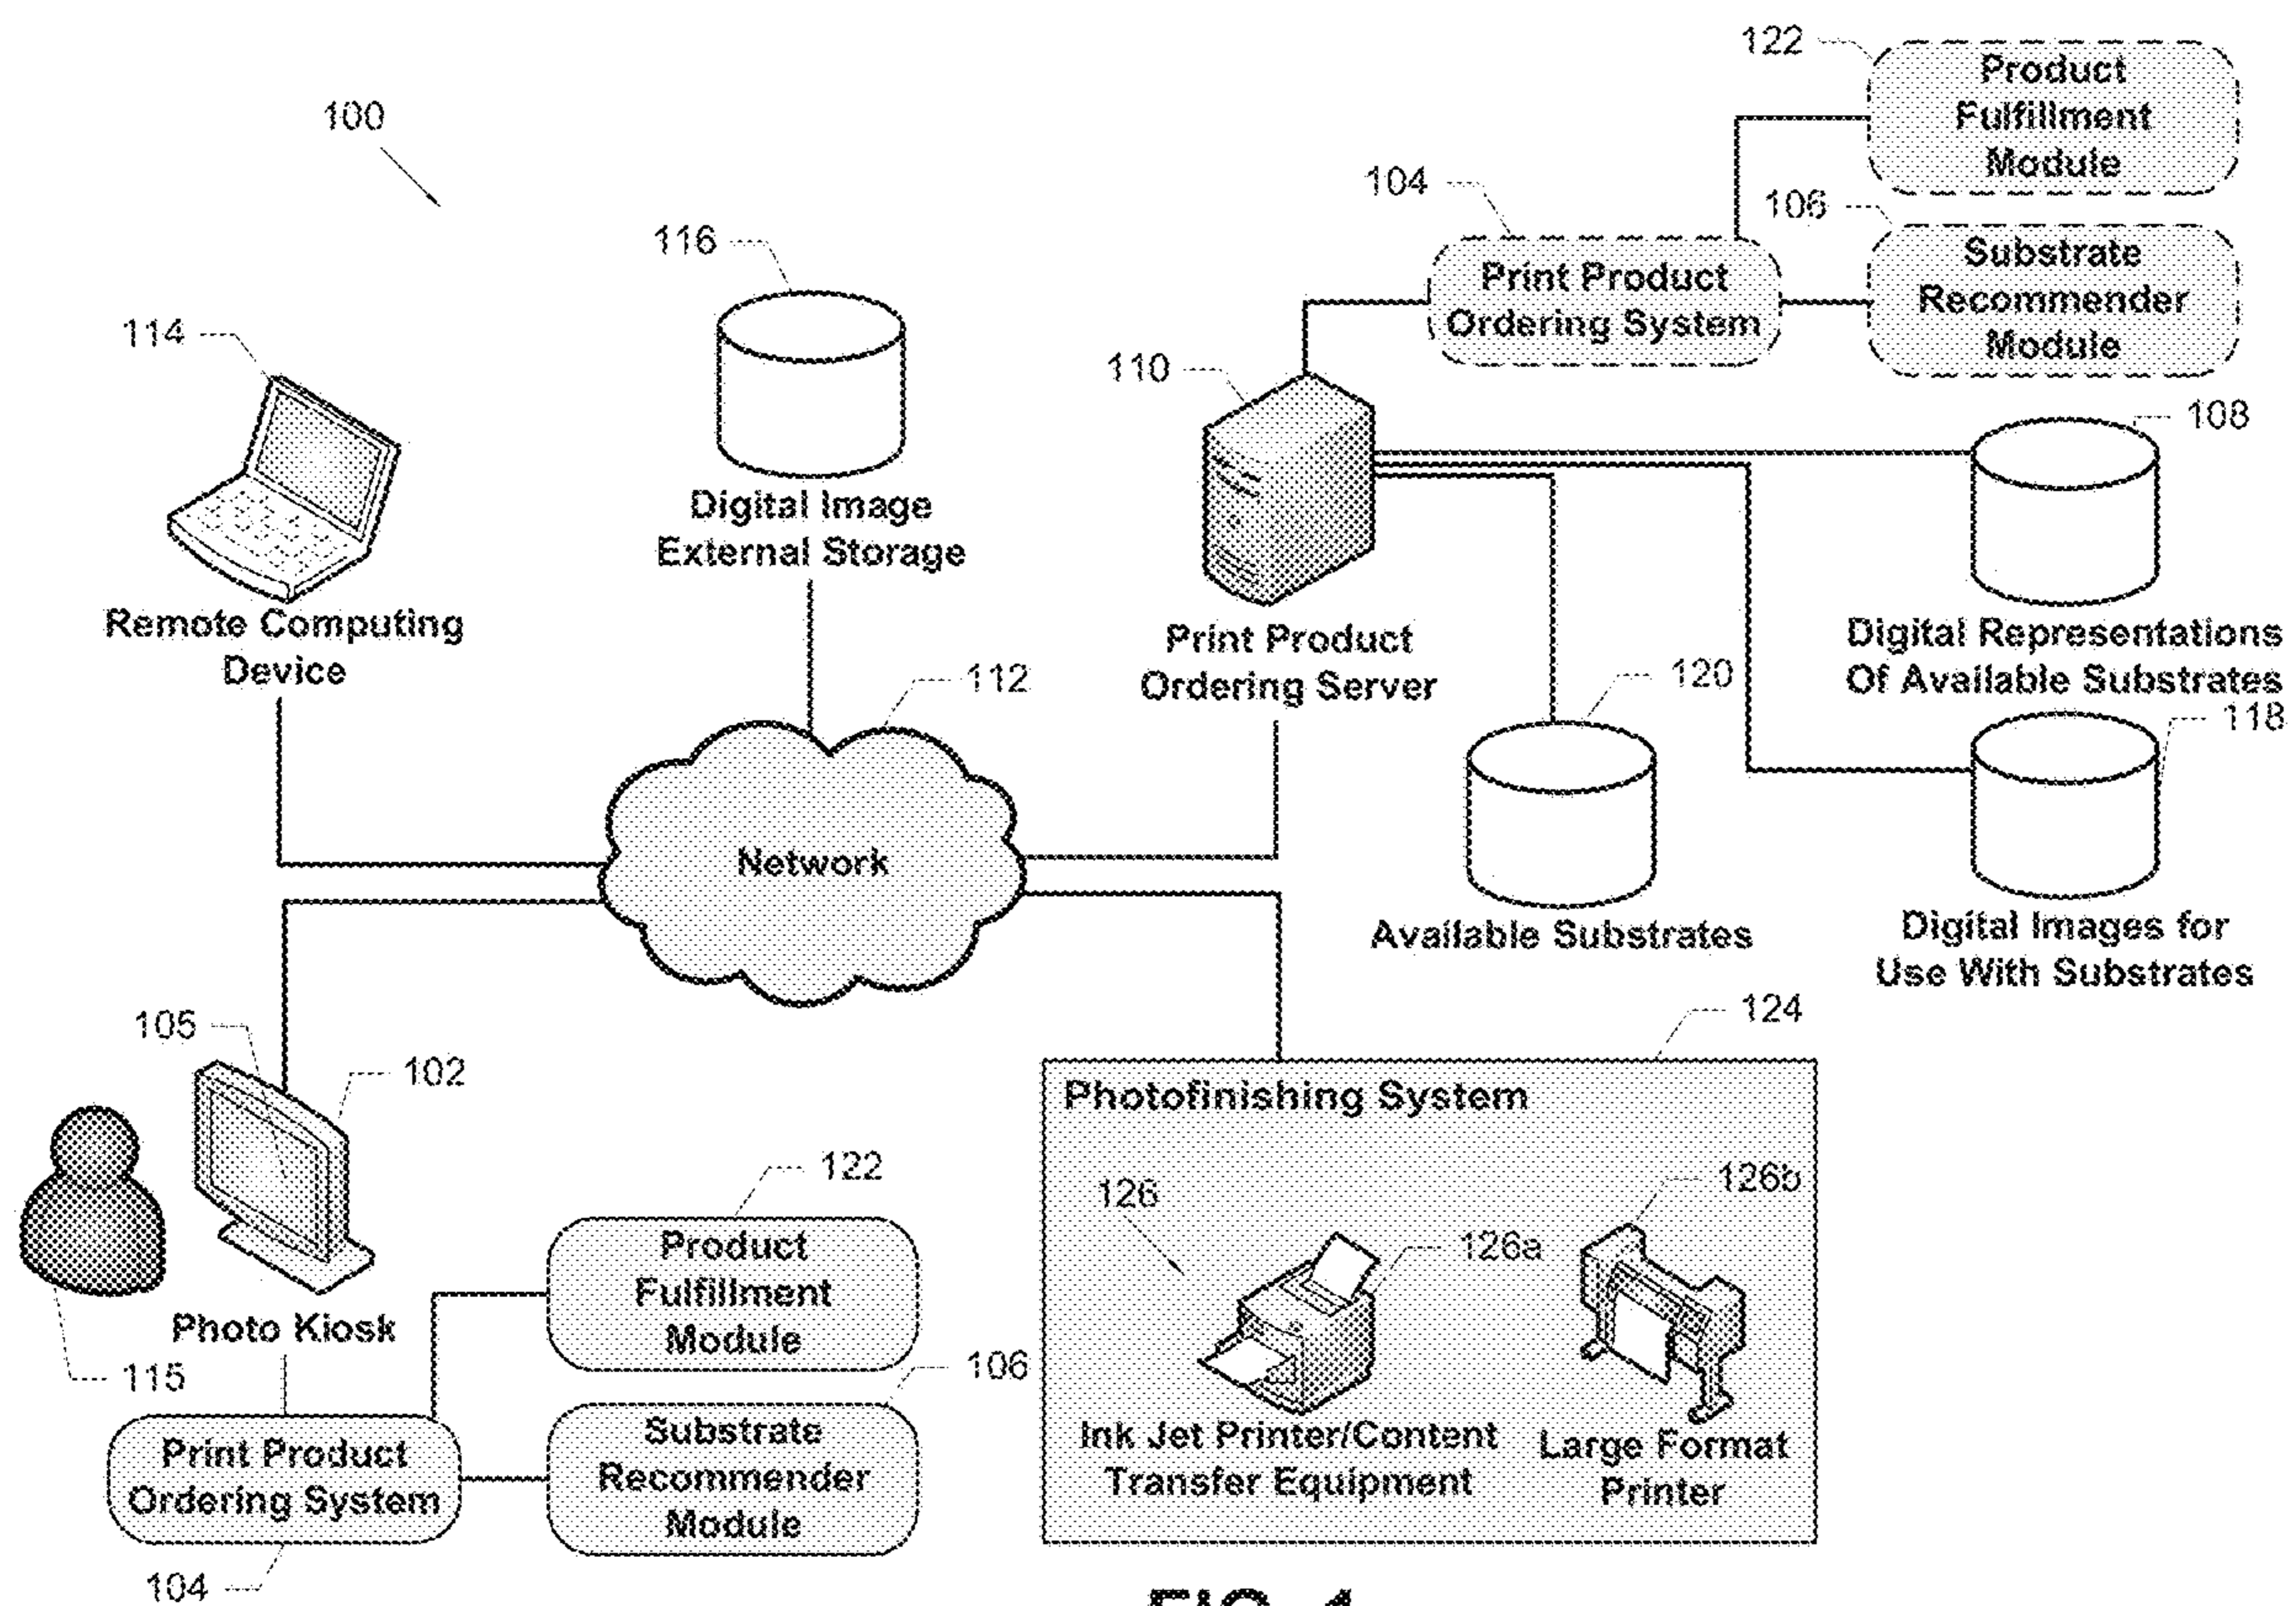 122
Product
Fulfillment
Module
100
104
106
116
Print Product
Ordering System
Substrate
Recommender
Module
114
110
108
Digital Image
External Storage
Remote Computing
Device
Print Product
Ordering Server
Digital Representations
Of Available Substrates
112
120
118
Network
Available Substrates
Digital Images for
Use With Substrates
105
102
124
Photofinishing System
122
126
126a
126b
Product
Fulfillment
Module
Photo Kiosk
115
106
Print Product
Ordering System
Substrate
Recommender
Module
Ink Jet Printer/Content
Transfer Equipment
Large Format
Printer
104
FIG. 1